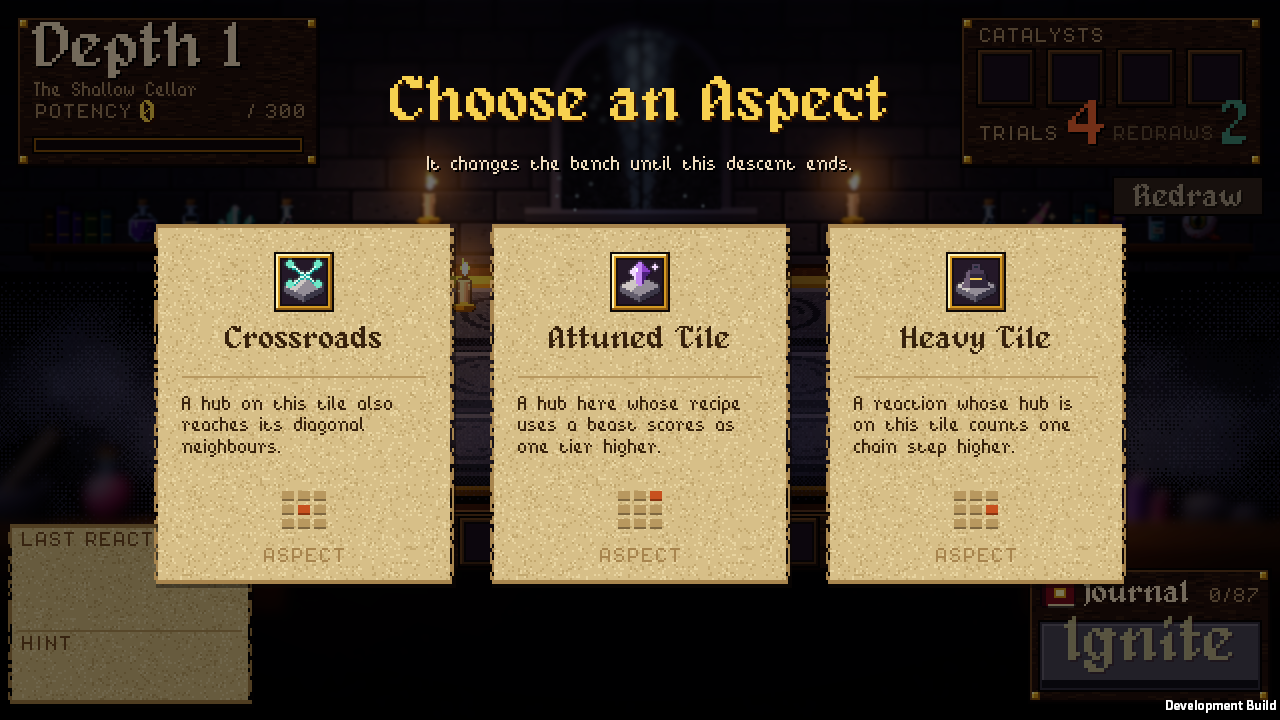 Depth 1
The Shallow Cellar
POTENCY 0 / 300
Choose an Aspect
It changes the bench until this descent ends.
CATALYSTS
TRIALS 4 REDRAWS 2
Redraw
Crossroads
A hub on this tile also
reaches its diagonal
neighbours.
ASPECT
Attuned Tile
A hub here whose recipe
uses a beast scores as
one tier higher.
ASPECT
Heavy Tile
A reaction whose hub is
on this tile counts one
chain step higher.
ASPECT
LAST REACT
HINT
Journal 0/87
Ignite
Development Build